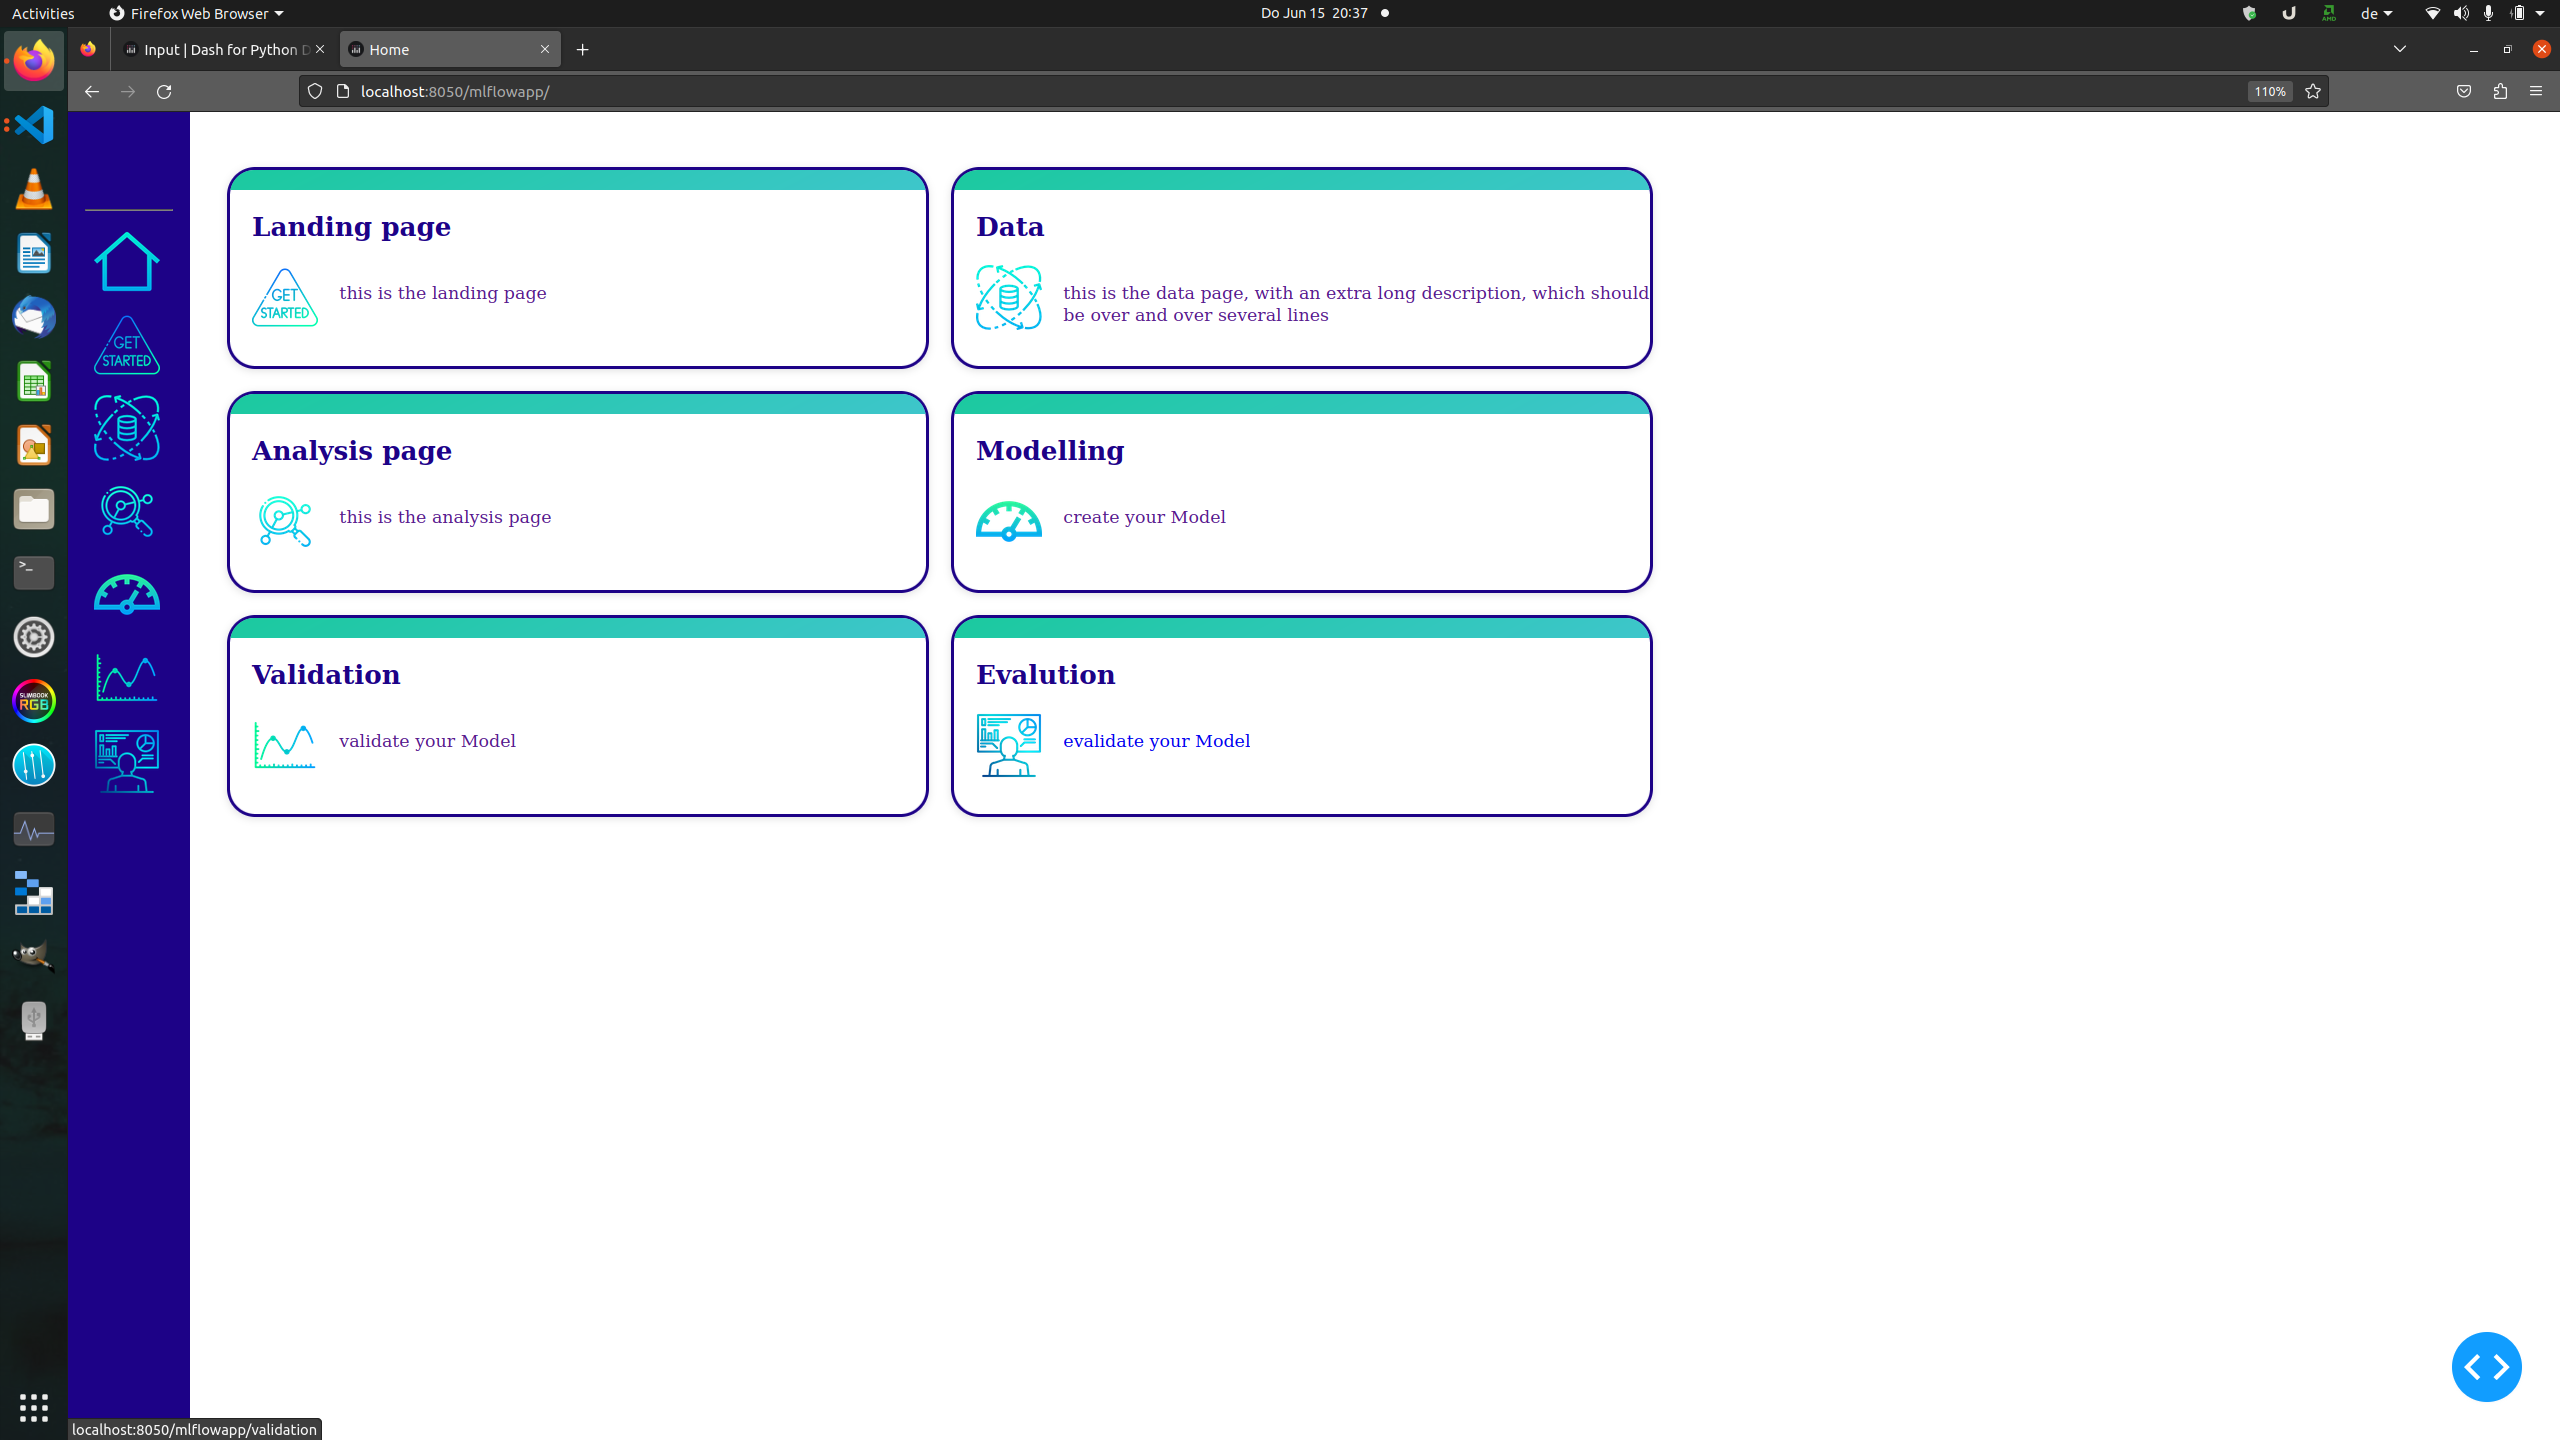 Activities
Firefox Web Browser
Do Jun 15 20:37
AMD
de
Input | Dash for Python D
Home
localhost:8050/mlflowapp/
110%
Landing page
GET
STARTED
this is the landing page
Data
this is the data page, with an extra long description, which should
be over and over several lines
GET
STARTED
Analysis page
this is the analysis page
Modelling
create your Model
>_
Validation
validate your Model
Evalution
evalidate your Model
SLIMBOOK
RGB
localhost:8050/mlflowapp/validation